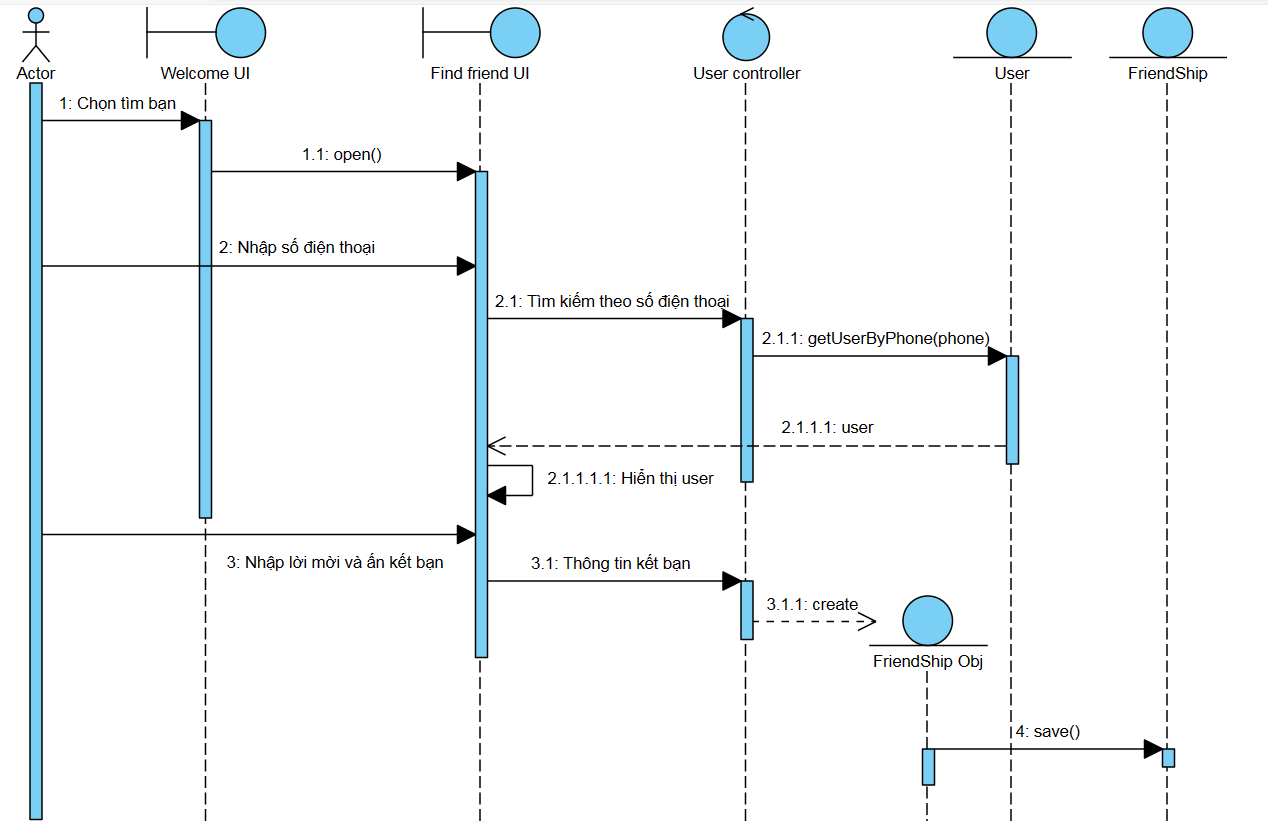 Actor
Welcome UI
Find friend UI
User controller
User
FriendShip
1: Chọn tìm bạn
1.1: open()
2: Nhập số điện thoại
2.1: Tìm kiếm theo số điện thoại
2.1.1: getUserByPhone(phone)
2.1.1.1: user
2.1.1.1.1: Hiển thị user
3: Nhập lời mời và ấn kết bạn
3.1: Thông tin kết bạn
3.1.1: create
FriendShip Obj
4: save()